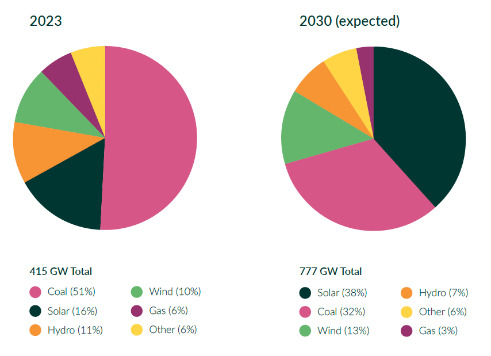 2023
415 GW Total
Coal (51%)
Wind (10%)
Solar (16%)
Gas (6%)
Hydro (11%)
Other (6%)
2030 (expected)
777 GW Total
Solar (38%)
Hydro (7%)
Coal (32%)
Other (6%)
Wind (13%)
Gas (3%)